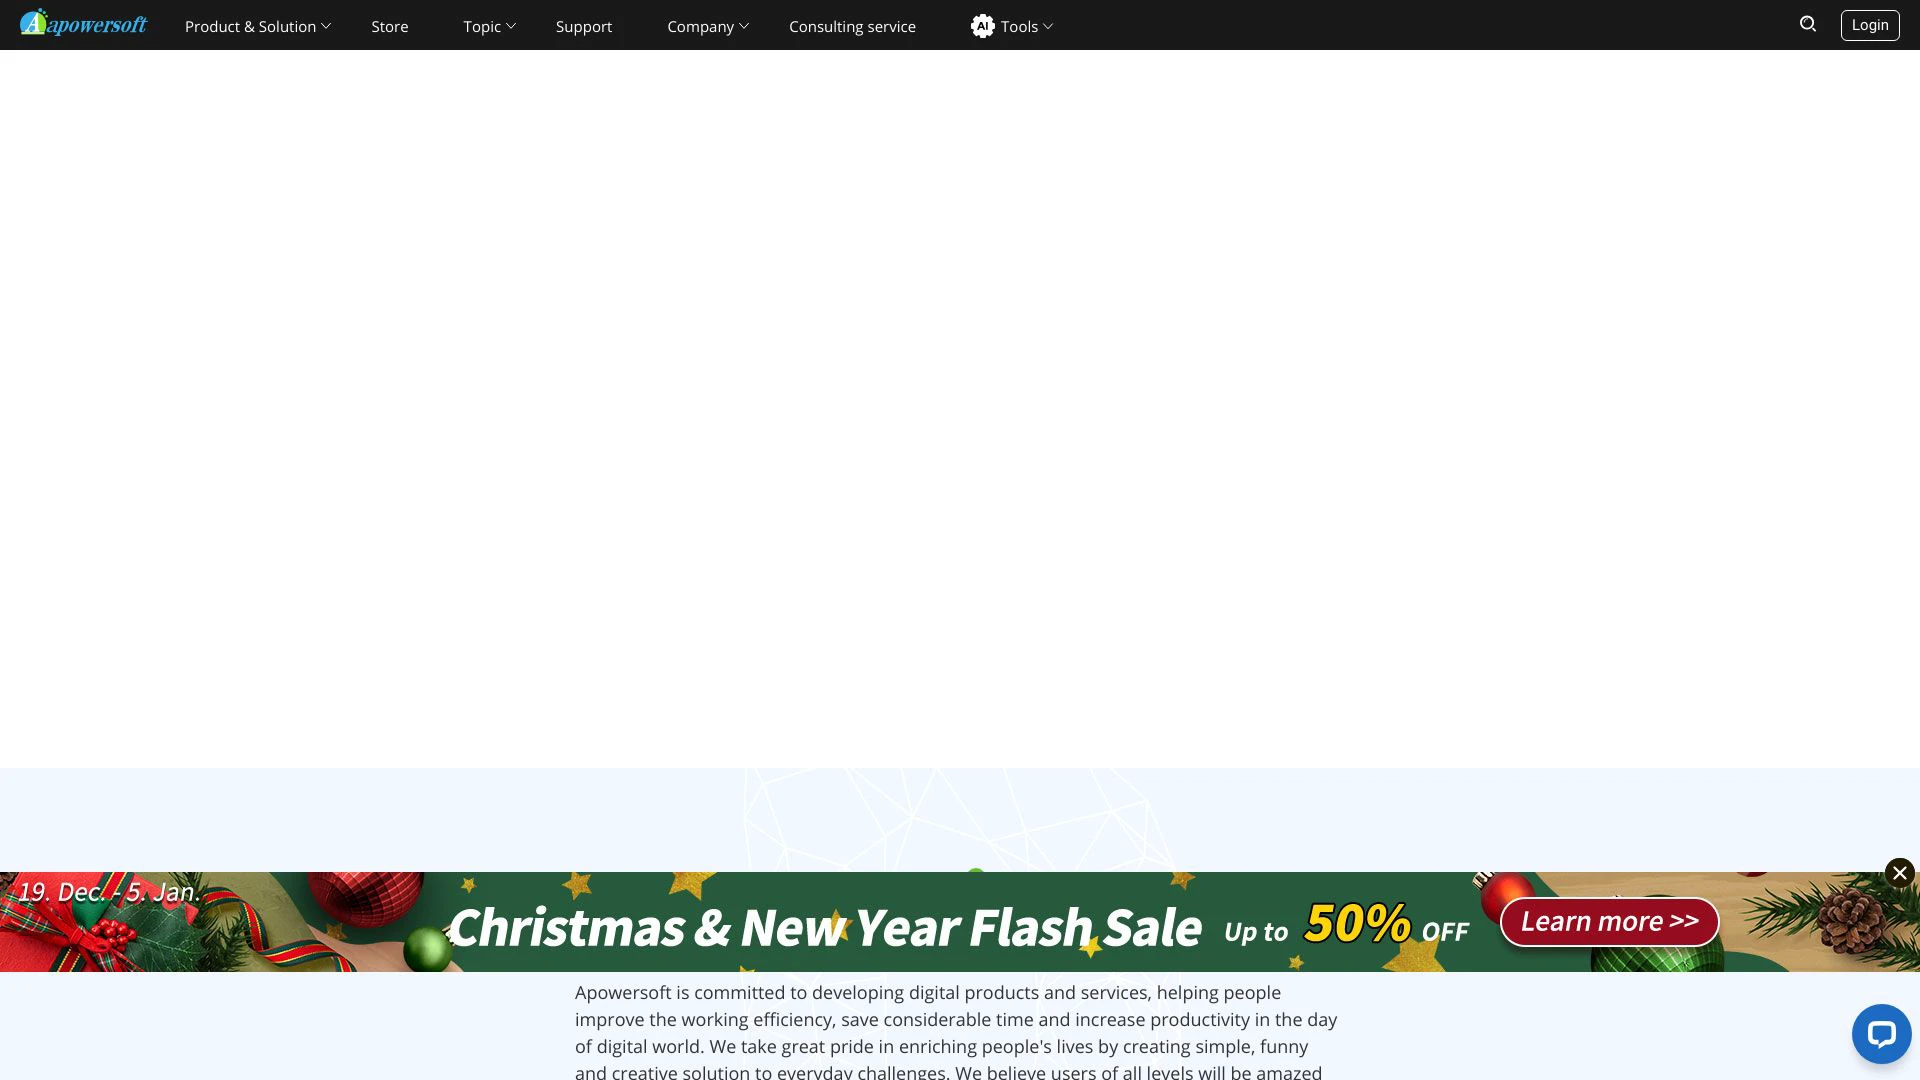 apowersoft
Product & Solution
Store
Topic
Support
Company
Consulting service
AI Tools
Login
19. Dec. - 5. Jan.
Christmas & New Year Flash Sale Up to 50% OFF
Learn more >>
Apowersoft is committed to developing digital products and services, helping people
improve the working efficiency, save considerable time and increase productivity in the day
of digital world. We take great pride in enriching people's lives by creating simple, funny
and creative solution to everyday challenges. We believe users of all levels will be amazed